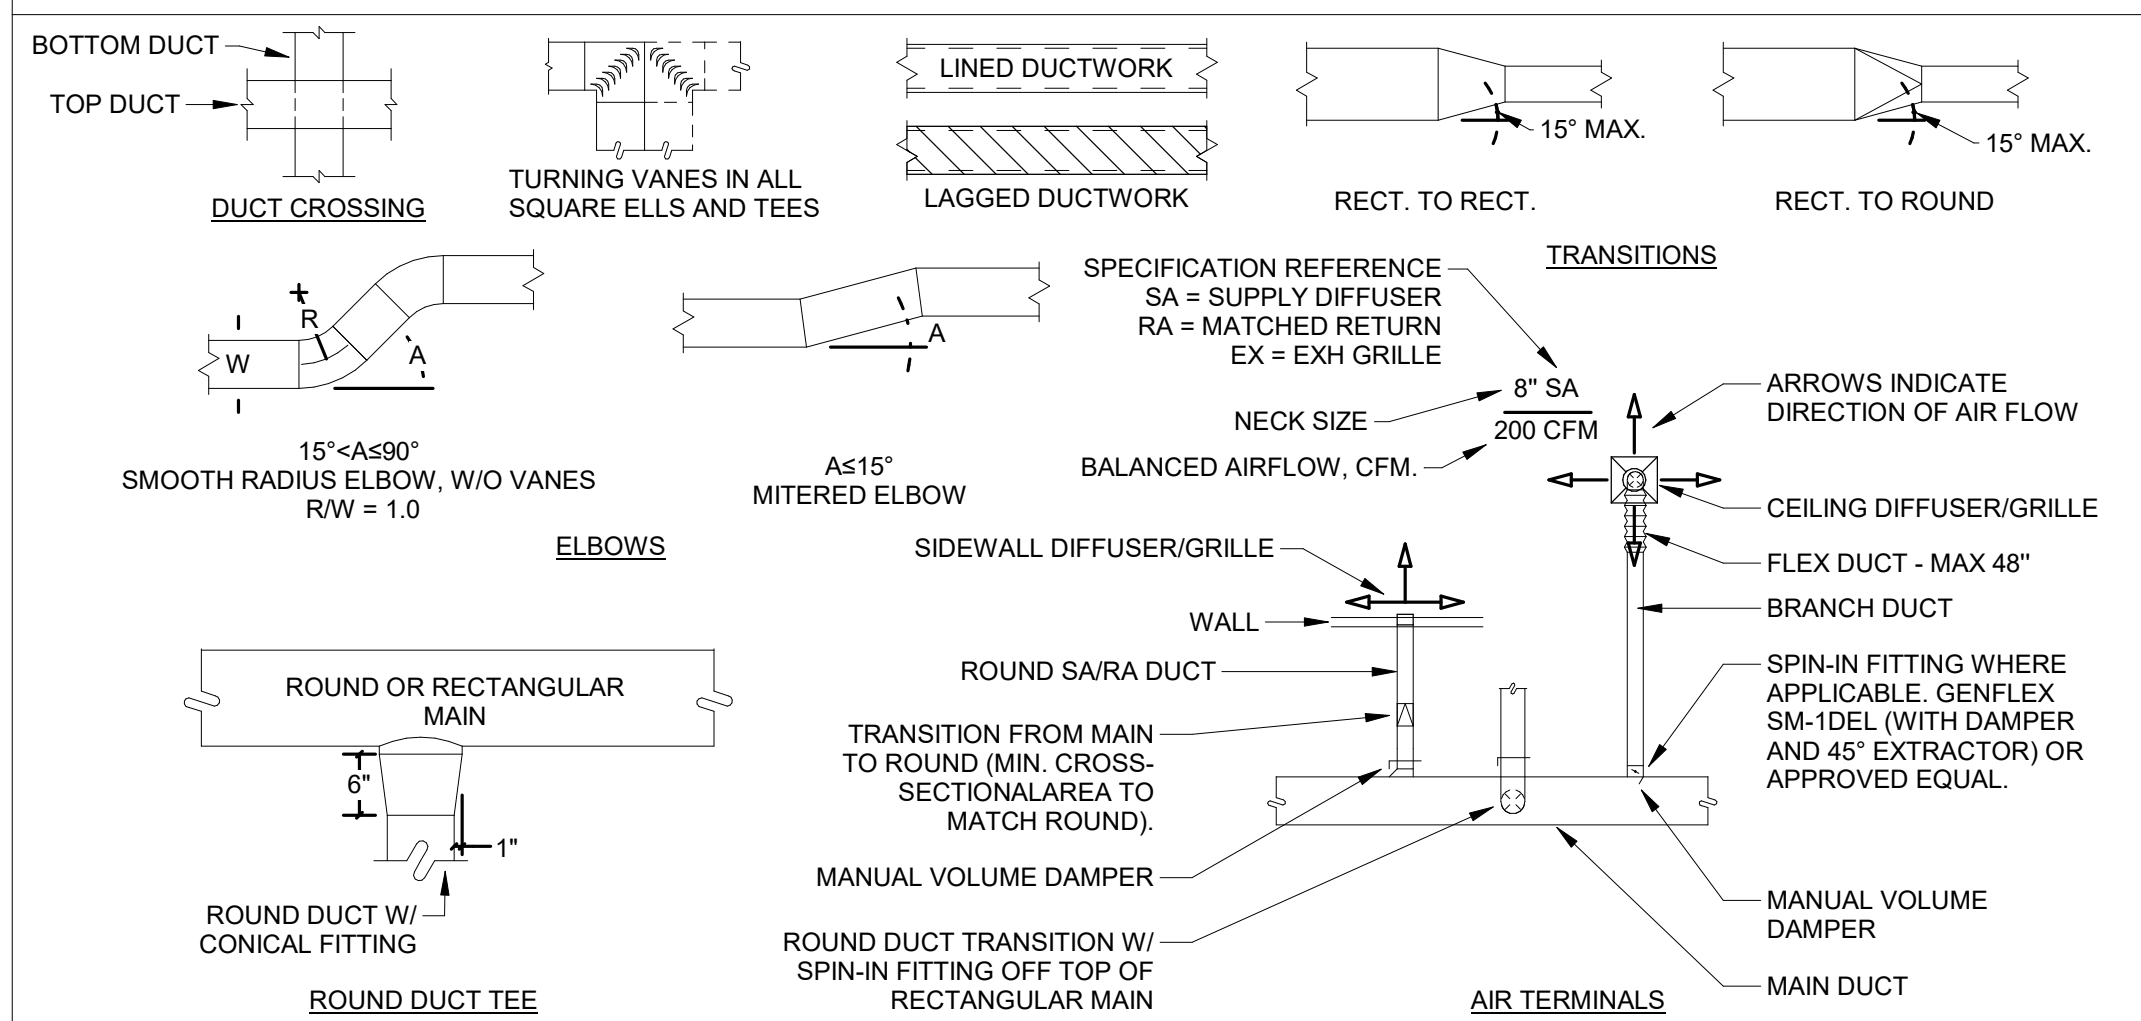 BOTTOM DUCT
TOP DUCT
DUCT CROSSING
TURNING VANES IN ALL
SQUARE ELLS AND TEES
LINED DUCTWORK
LAGGED DUCTWORK
15° MAX.
RECT. TO RECT.
15° MAX.
RECT. TO ROUND
TRANSITIONS
W
R
A
15°<A≤90°
SMOOTH RADIUS ELBOW, W/O VANES
R/W = 1.0
A
A≤15°
MITERED ELBOW
ELBOWS
SPECIFICATION REFERENCE
SA = SUPPLY DIFFUSER
RA = MATCHED RETURN
EX = EXH GRILLE
8" SA
200 CFM
NECK SIZE
BALANCED AIRFLOW, CFM.
ARROWS INDICATE
DIRECTION OF AIR FLOW
CEILING DIFFUSER/GRILLE
FLEX DUCT - MAX 48"
BRANCH DUCT
SPIN-IN FITTING WHERE
APPLICABLE. GENFLEX
SM-1DEL (WITH DAMPER
AND 45° EXTRACTOR) OR
APPROVED EQUAL.
MANUAL VOLUME
DAMPER
MAIN DUCT
SIDEWALL DIFFUSER/GRILLE
WALL
ROUND SA/RA DUCT
TRANSITION FROM MAIN
TO ROUND (MIN. CROSS-
SECTIONALAREA TO
MATCH ROUND).
MANUAL VOLUME DAMPER
ROUND DUCT TRANSITION W/
SPIN-IN FITTING OFF TOP OF
RECTANGULAR MAIN
AIR TERMINALS
ROUND OR RECTANGULAR
MAIN
6"
1"
ROUND DUCT W/
CONICAL FITTING
ROUND DUCT TEE